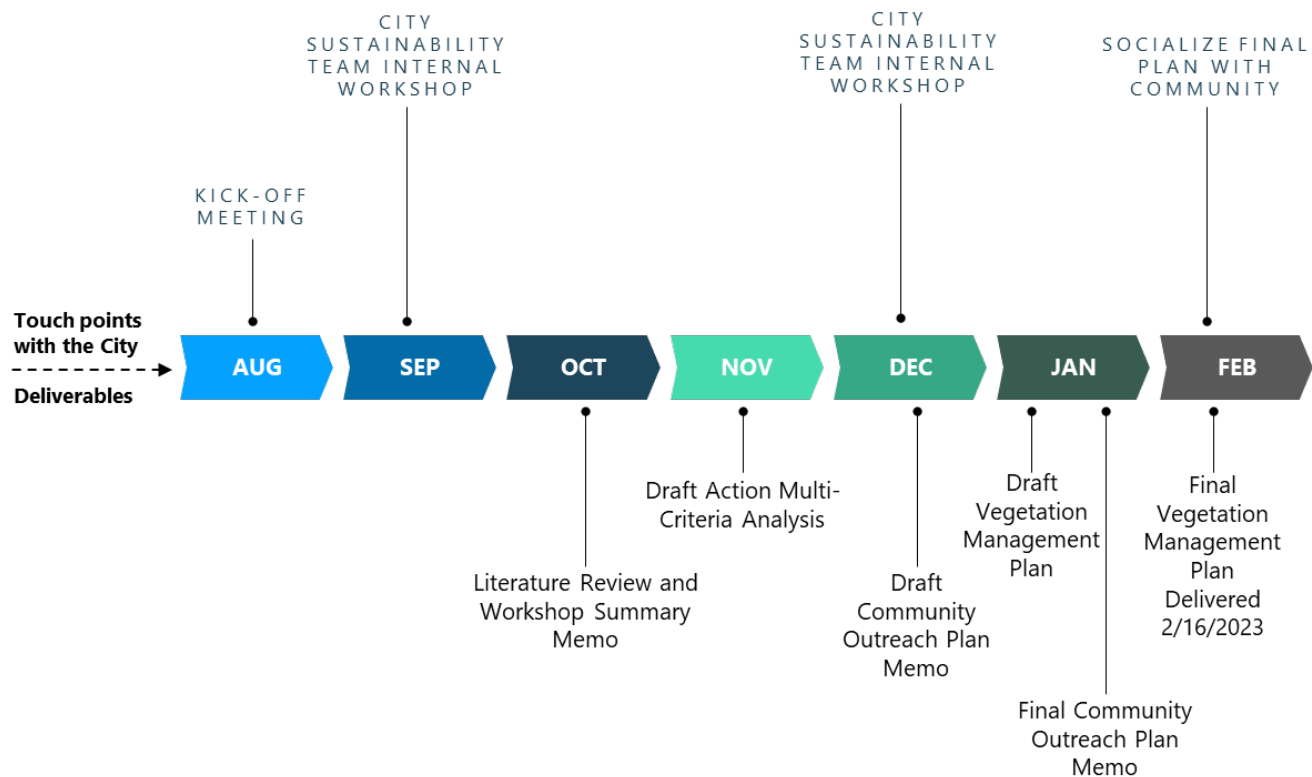 CITY
SUSTAINABILITY
TEAM INTERNAL
WORKSHOP
CITY
SUSTAINABILITY
TEAM INTERNAL
WORKSHOP
SOCIALIZE FINAL
PLAN WITH
COMMUNITY
KICK-OFF
MEETING
Touch points
with the City
Deliverables
AUG
SEP
OCT
NOV
DEC
JAN
FEB
Literature Review and
Workshop Summary
Memo
Draft Action Multi-
Criteria Analysis
Draft
Community
Outreach Plan
Memo
Draft
Vegetation
Management
Plan
Final Community
Outreach Plan
Memo
Final
Vegetation
Management
Plan
Delivered
2/16/2023